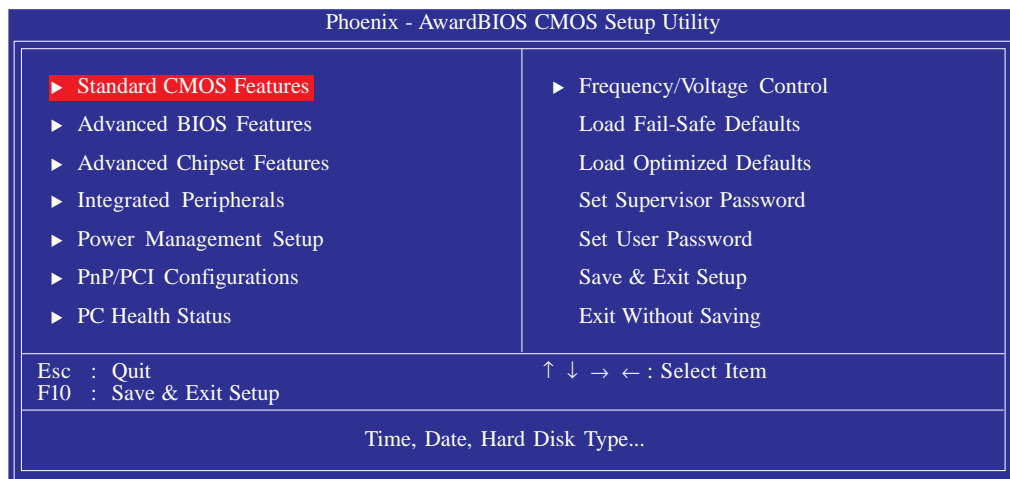 Phoenix - AwardBIOS CMOS Setup Utility
▶ Standard CMOS Features
▶ Advanced BIOS Features
▶ Advanced Chipset Features
▶ Integrated Peripherals
▶ Power Management Setup
▶ PnP/PCI Configurations
▶ PC Health Status
▶ Frequency/Voltage Control
Load Fail-Safe Defaults
Load Optimized Defaults
Set Supervisor Password
Set User Password
Save & Exit Setup
Exit Without Saving
Esc : Quit
F10 : Save & Exit Setup
↑ ↓ → ← : Select Item
Time, Date, Hard Disk Type...